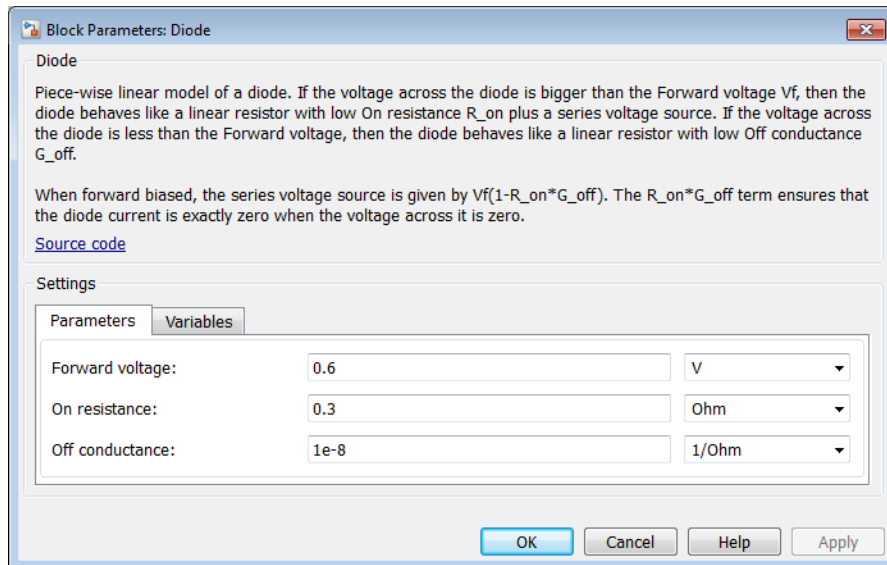 Block Parameters: Diode
Diode
Piece-wise linear model of a diode. If the voltage across the diode is bigger than the Forward voltage Vf, then the
diode behaves like a linear resistor with low On resistance R_on plus a series voltage source. If the voltage across
the diode is less than the Forward voltage, then the diode behaves like a linear resistor with low Off conductance
G_off.
When forward biased, the series voltage source is given by Vf(1-R_on*G_off). The R_on*G_off term ensures that
the diode current is exactly zero when the voltage across it is zero.
Source code
Settings
Parameters Variables
Forward voltage: 0.6 V
On resistance: 0.3 Ohm
Off conductance: 1e-8 1/Ohm
OK Cancel Help Apply